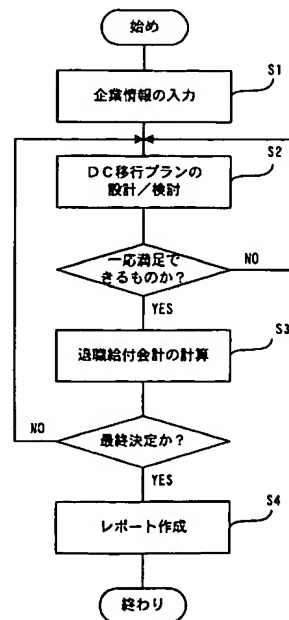 始め
S1
企業情報の入力
S2
DC移行プランの
設計/検討
一応満足で
きるものか?
NO
YES
S3
退職給付会計の計算
NO
最終決定か?
YES
S4
レポート作成
終わり